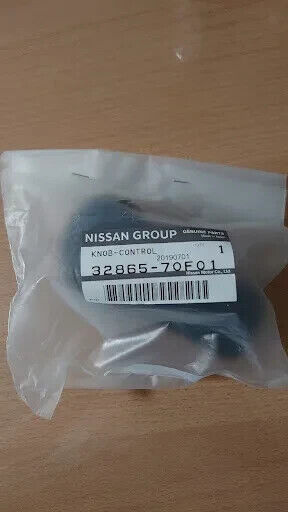 NISSAN GROUP GENUINE PARTS
KNOB-CONTROL 1
20190701
32865-70F01
Nissan Motor Co., Ltd.